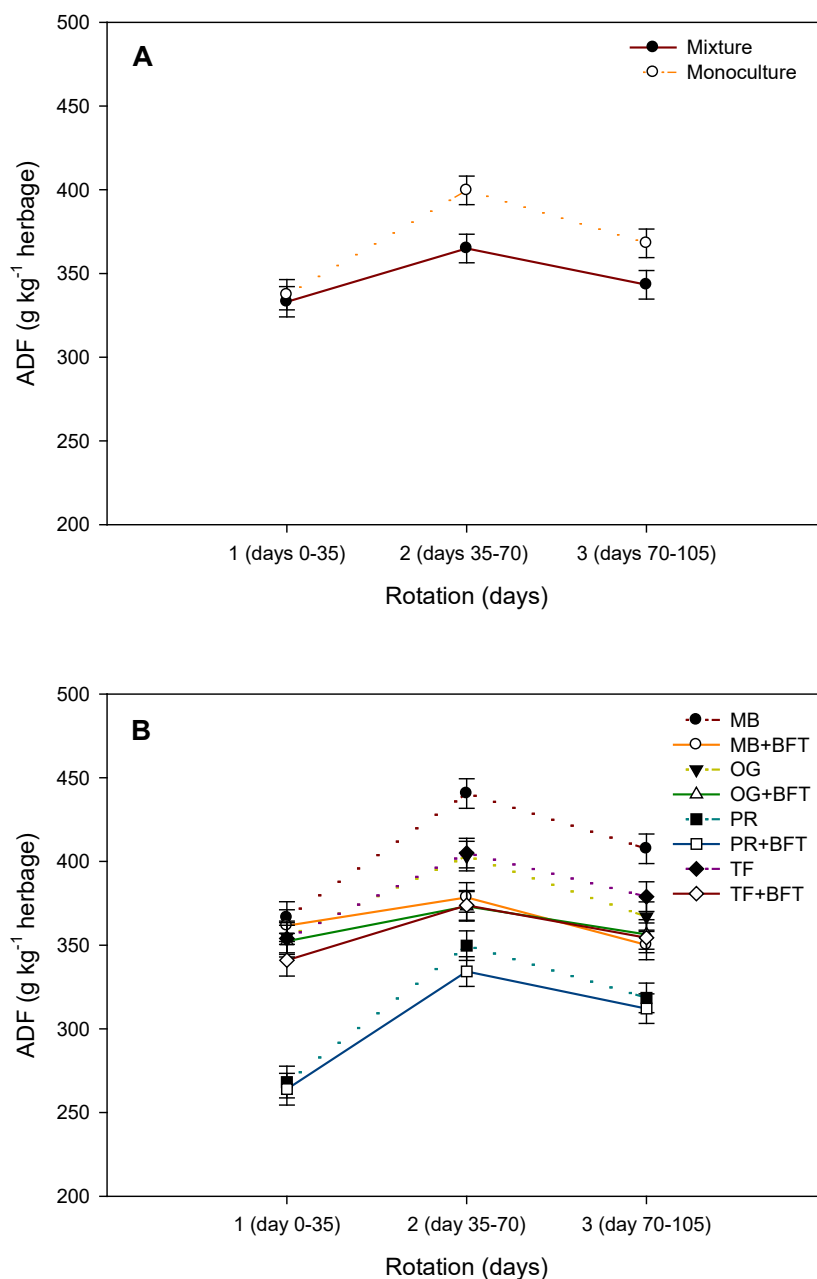 A
Mixture
Monoculture
500
450
400
350
300
250
200
ADF (g kg⁻¹ herbage)
1 (days 0-35) 2 (days 35-70) 3 (days 70-105)
Rotation (days)
B
MB
MB+BFT
OG
OG+BFT
PR
PR+BFT
TF
TF+BFT
500
450
400
350
300
250
200
ADF (g kg⁻¹ herbage)
1 (day 0-35) 2 (day 35-70) 3 (day 70-105)
Rotation (days)